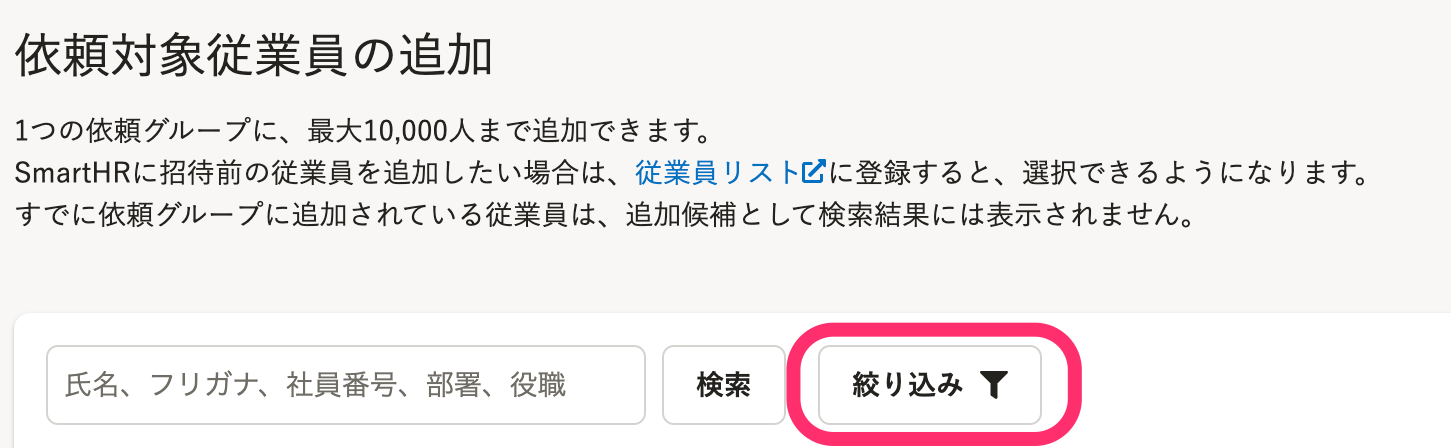 依頼対象従業員の追加
1つの依頼グループに、最大10,000人まで追加できます。
SmartHRに招待前の従業員を追加したい場合は、従業員リストに登録すると、選択できるようになります。
すでに依頼グループに追加されている従業員は、追加候補として検索結果には表示されません。
氏名、フリガナ、社員番号、部署、役職 検索 絞り込み